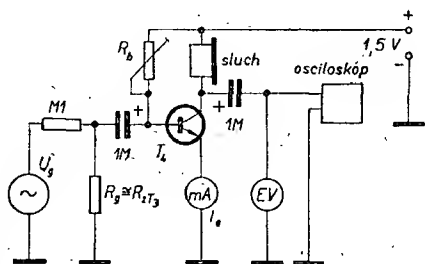 +
R_b
sluch
1,5 V
osciloskóp
-
+
M1
+
1M
T_4
1M
U_g
R_g ≅ R_zT_3
mA
I_e
EV
~